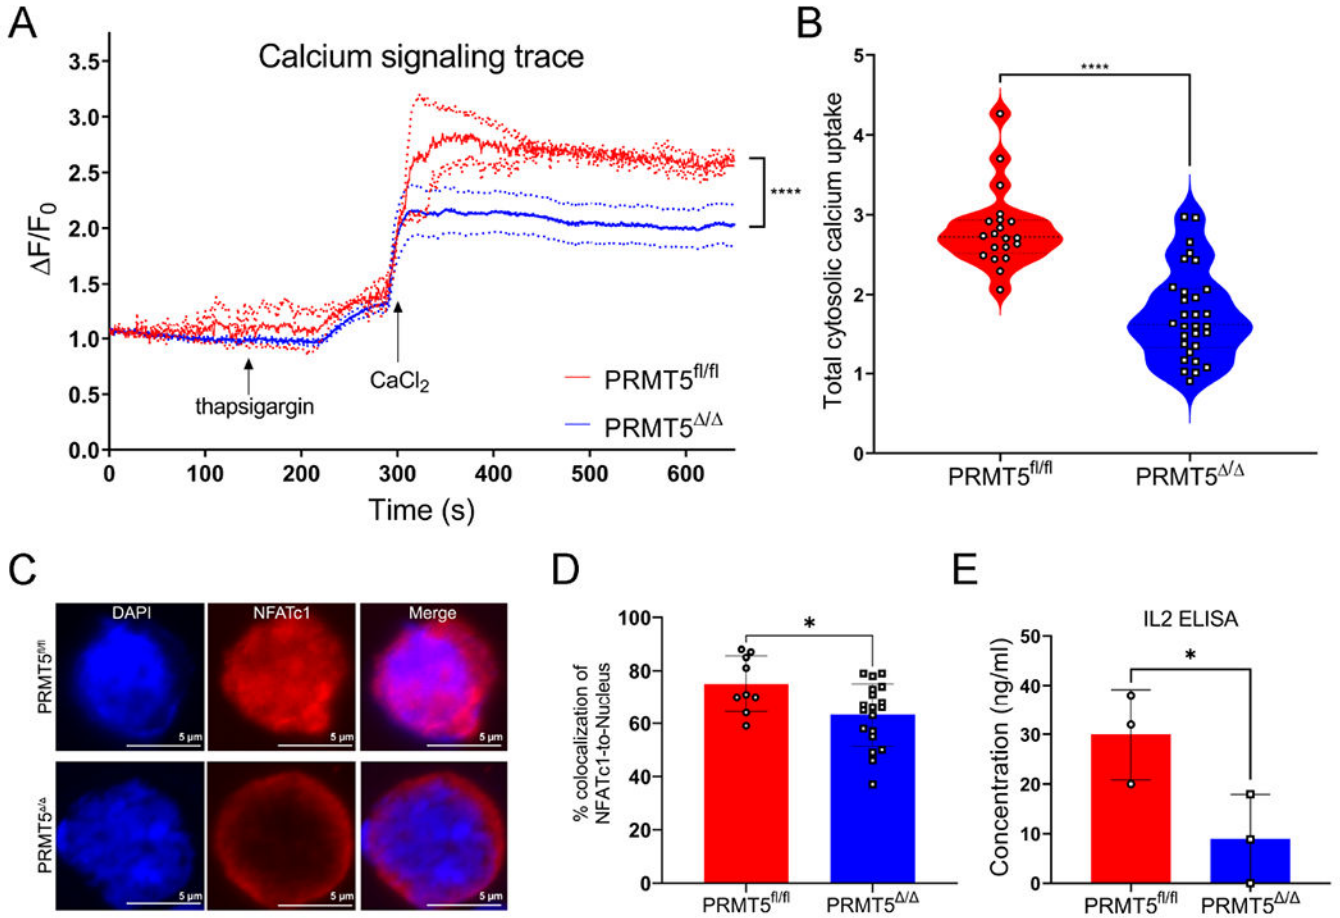 A
Calcium signaling trace
3.5
3.0
2.5
2.0
1.5
1.0
0.5
0.0
ΔF/F₀
0 100 200 300 400 500 600
Time (s)
thapsigargin
CaCl₂
PRMT5fl/fl
PRMT5Δ/Δ
****
B
5
4
3
2
1
0
Total cytosolic calcium uptake
****
PRMT5fl/fl PRMT5Δ/Δ
C
DAPI NFATc1 Merge
PRMT5fl/fl
5 μm 5 μm 5 μm
PRMT5Δ/Δ
5 μm 5 μm 5 μm
D
100%
80
60
40
20
0
% colocalization of
NFATc1-to-Nucleus
*
PRMT5fl/fl PRMT5Δ/Δ
E
IL2 ELISA
50
40
30
20
10
0
Concentration (ng/ml)
*
PRMT5fl/fl PRMT5Δ/Δ